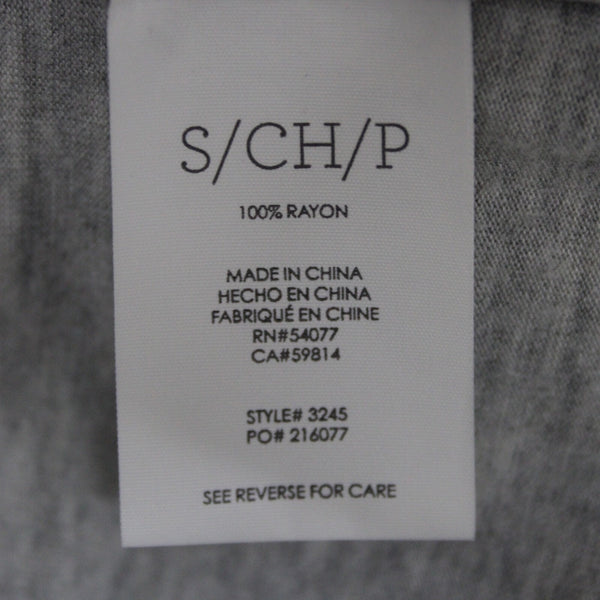 S/CH/P
100% RAYON
MADE IN CHINA
HECHO EN CHINA
FABRIQUÉ EN CHINE
RN#54077
CA#59814
STYLE# 3245
PO# 216077
SEE REVERSE FOR CARE